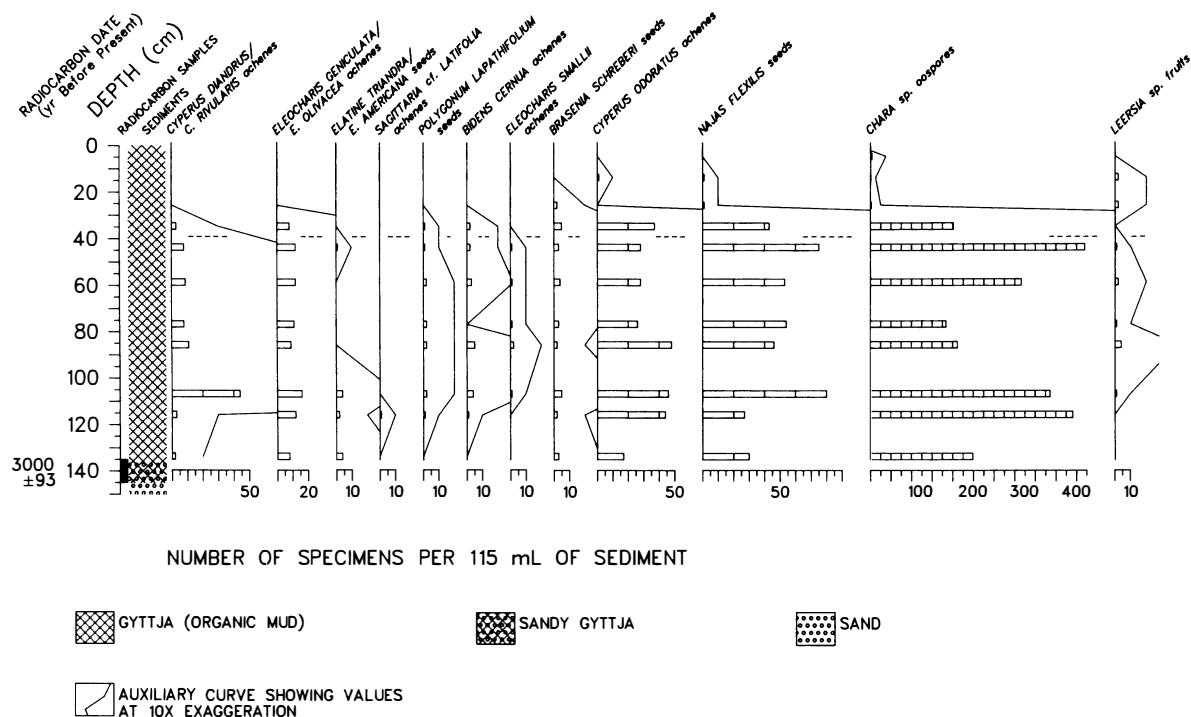 RADIOCARBON DATE
(yr Before Present)
DEPTH (cm)
RADIOCARBON SAMPLES
SEDIMENTS
CYPERUS DIANDRUS/
C. RIVULARIS achenes
ELEOCHARIS GENICULATA/
E. OLIVACEA achenes
ELATINE TRIANDRA/
E. AMERICANA seeds
SAGITTARIA cf. LATIFOLIA
achenes
POLYGONUM LAPATHIFOLIUM
seeds
BIDENS CERNUA achenes
ELEOCHARIS SMALLII
achenes
BRASENIA SCHREBERI seeds
CYPERUS ODORATUS achenes
NAJAS FLEXILIS seeds
CHARA sp. oospores
LEERSIA sp. fruits
0
20
40
60
80
100
120
140
3000
±93
50 20 10 10 10 10 10 50 50 100 200 300 400 10
NUMBER OF SPECIMENS PER 115 mL OF SEDIMENT
GYTTJA (ORGANIC MUD) SANDY GYTTJA SAND
AUXILIARY CURVE SHOWING VALUES
AT 10X EXAGGERATION